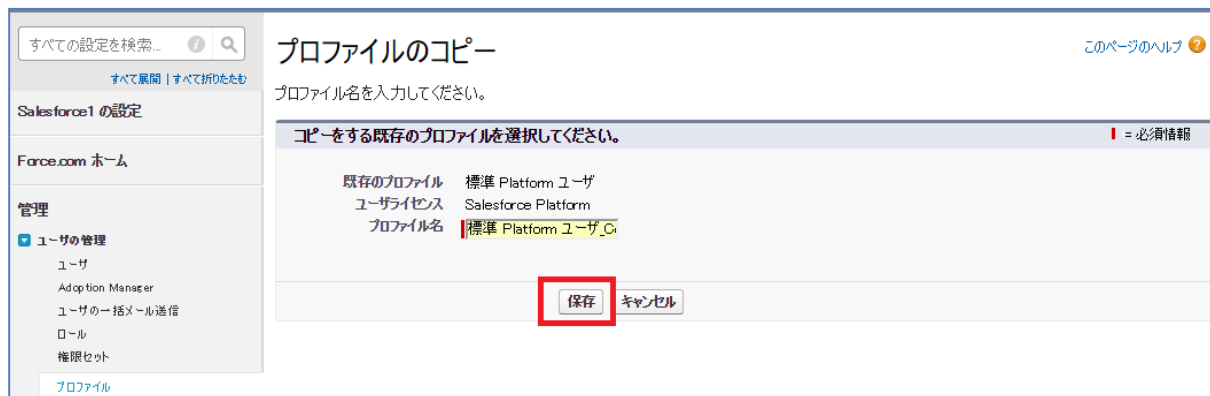 すべての設定を検索...
すべて展開 | すべて折りたたむ
Salesforce1 の設定
Force.com ホーム
管理
ユーザの管理
ユーザ
Adoption Manager
ユーザの一括メール送信
ロール
権限セット
プロファイル
プロファイルのコピー
このページのヘルプ
プロファイル名を入力してください。
コピーをする既存のプロファイルを選択してください。
= 必須情報
既存のプロファイル 標準 Platform ユーザ
ユーザライセンス Salesforce Platform
プロファイル名 標準 Platform ユーザ_C
保存 キャンセル